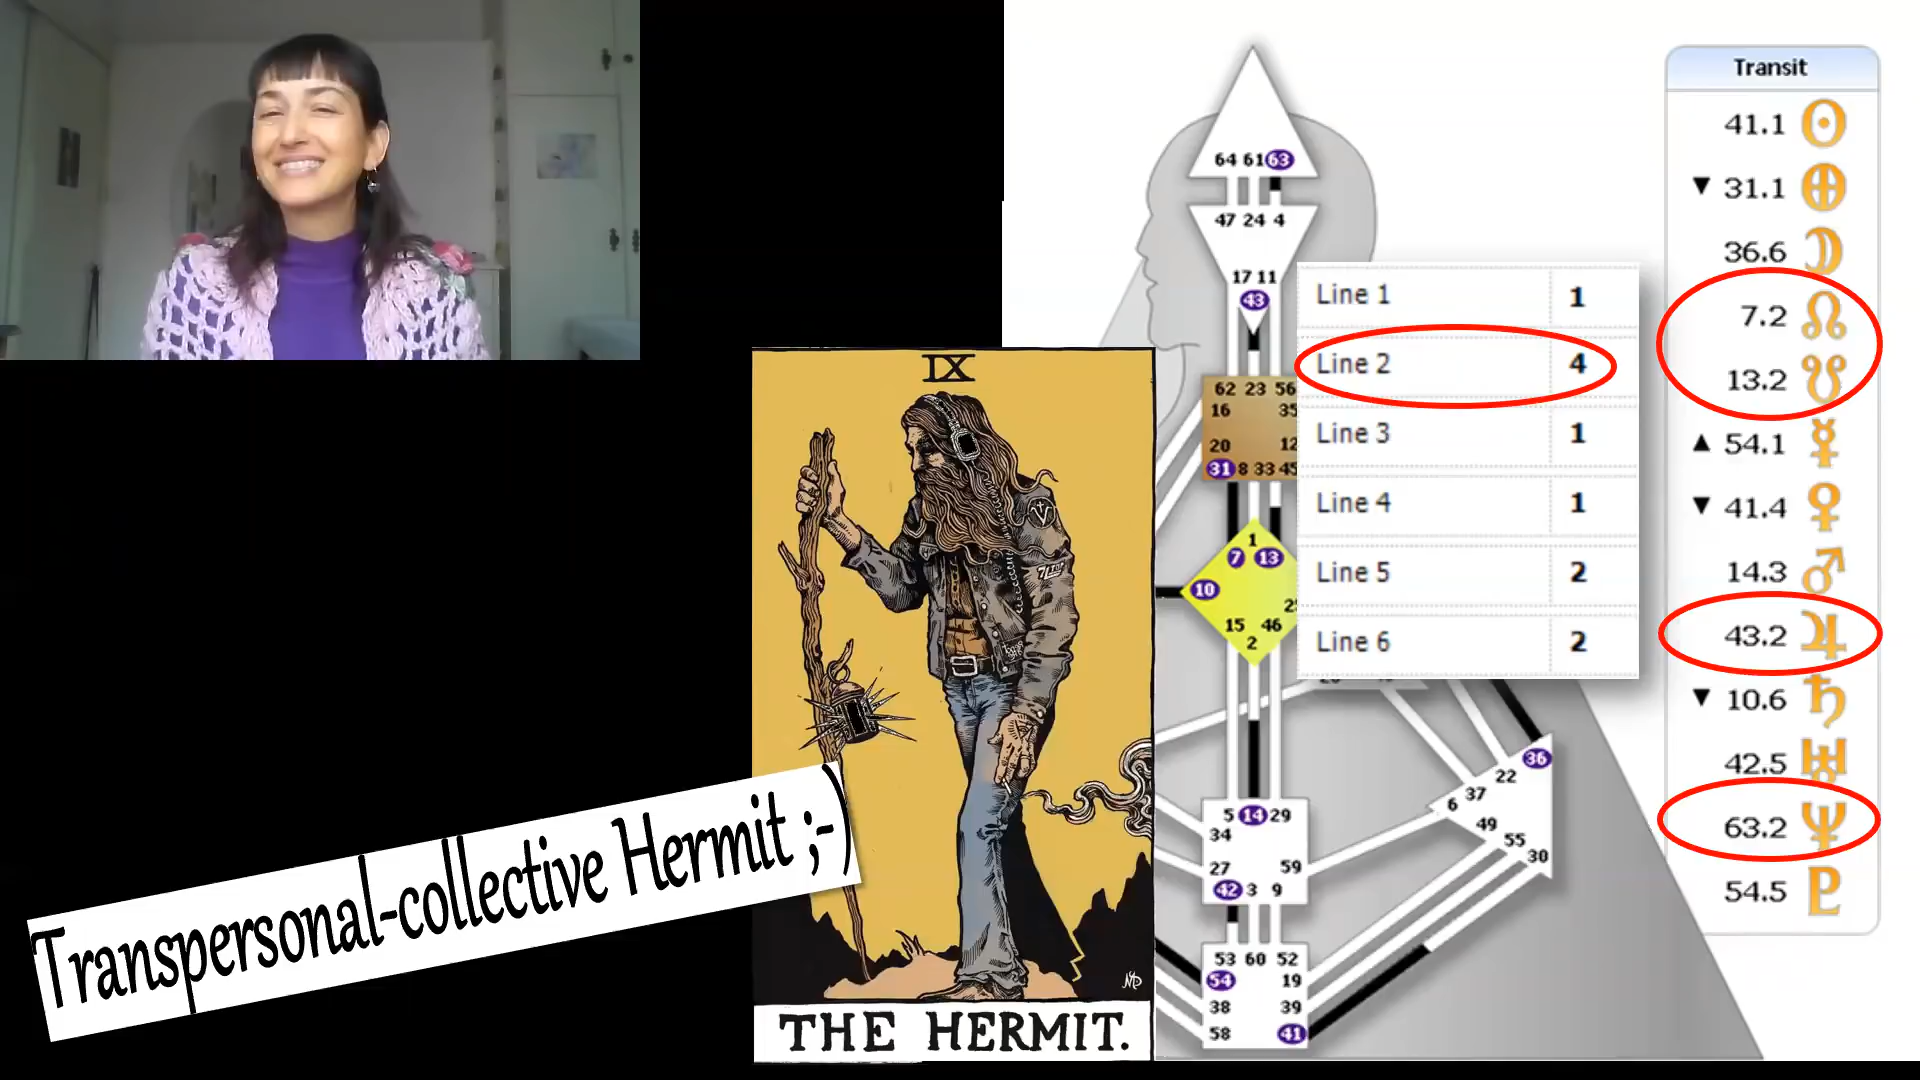 Transpersonal-collective Hermit ;-)
IX
THE HERMIT.
64 61 63
47 24 4
17 11
43
62 23 56
16 35
20 12
31 8 33 45
1
7 13
10
15 46
2
5 14 29
34
27 59
42 3 9
53 60 52
54 19
38 39
58 41
36
22
37
6
49
55
30
Line 1 1
Line 2 4
Line 3 1
Line 4 1
Line 5 2
Line 6 2
Transit
41.1
▼ 31.1
36.6
7.2
13.2
▲ 54.1
▼ 41.4
14.3
43.2
▼ 10.6
42.5
63.2
54.5